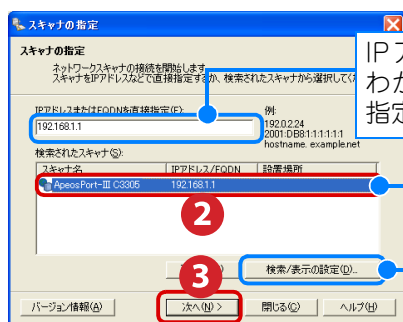 スキャナの指定
スキャナの指定
ネットワークスキャナの接続を開始します。
スキャナをIPアドレスなどで直接指定するか、検索されたスキャナから選択してく
IPア
わか
指定
IPアドレスまたはFQDNを直接指定(F):
192.168.1.1
例:
192.0.2.24
2001:DB8:1:1:1:1:1:1
hostname. example.net
検索されたスキャナ(S):
スキャナ名 IPアドレス/FQDN 設置場所
ApeosPort-III C3305 192.168.1.1
2
3
検索/表示の設定(D)...
バージョン情報(A) 次へ(N) > 閉じる(C) ヘルプ(H)